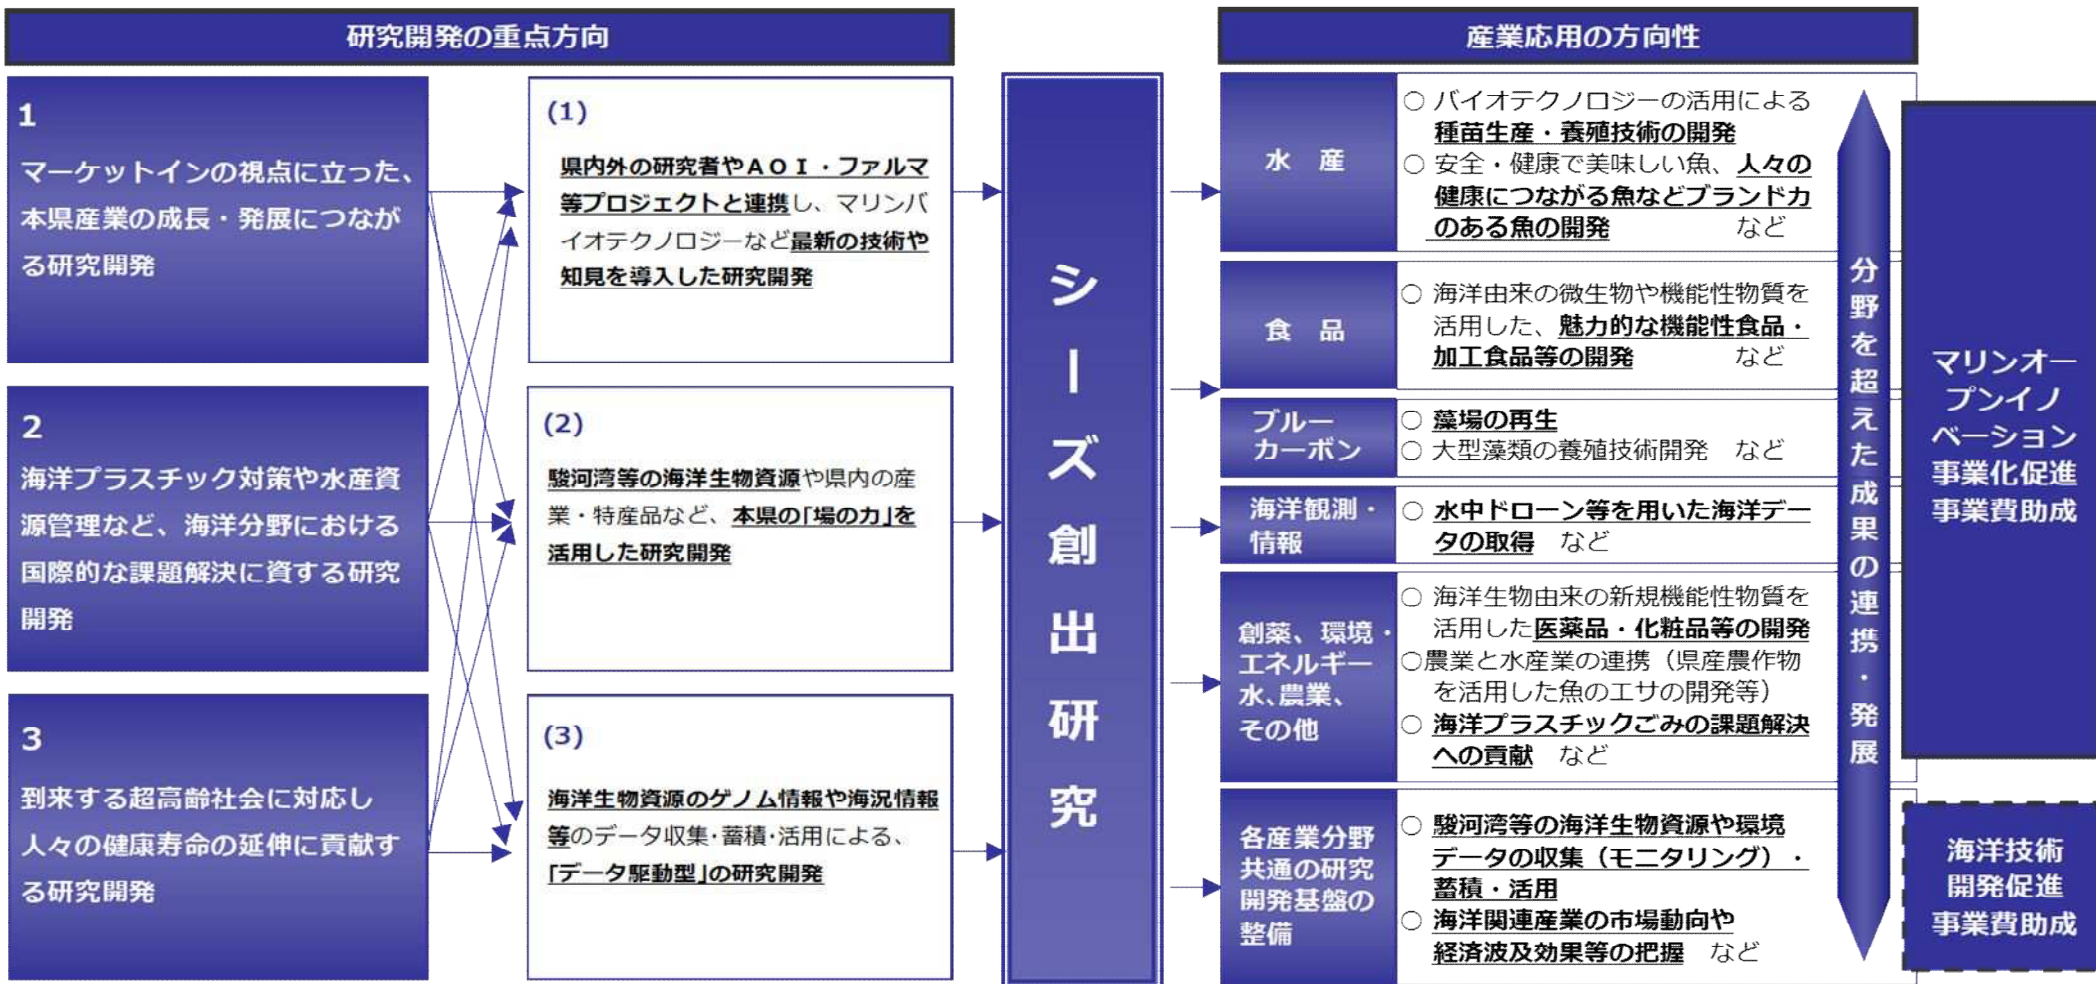 研究開発の重点方向
1
マーケットインの視点に立った、
本県産業の成長・発展につなが
る研究開発
2
海洋プラスチック対策や水産資
源管理など、海洋分野における
国際的な課題解決に資する研究
開発
3
到来する超高齢社会に対応し
人々の健康寿命の延伸に貢献す
る研究開発
(1)
県内外の研究者やAOI・ファルマ
等プロジェクトと連携し、マリンバ
イオテクノロジーなど最新の技術や
知見を導入した研究開発
(2)
駿河湾等の海洋生物資源や県内の産
業・特産品など、本県の「場の力」を
活用した研究開発
(3)
海洋生物資源のゲノム情報や海況情報
等のデータ収集・蓄積・活用による、
「データ駆動型」の研究開発
シーズ創出研究
産業応用の方向性
水 産
○ バイオテクノロジーの活用による
種苗生産・養殖技術の開発
○ 安全・健康で美味しい魚、人々の
健康につながる魚などブランド力
のある魚の開発 など
食 品
○ 海洋由来の微生物や機能性物質を
活用した、魅力的な機能性食品・
加工食品等の開発 など
ブルー
カーボン
○ 藻場の再生
○ 大型藻類の養殖技術開発 など
海洋観測・
情報
○ 水中ドローン等を用いた海洋デー
タの取得 など
創薬、環境・
エネルギー
水、農業、
その他
○ 海洋生物由来の新規機能性物質を
活用した医薬品・化粧品等の開発
○農業と水産業の連携（県産農作物
を活用した魚のエサの開発等）
○ 海洋プラスチックごみの課題解決
への貢献 など
各産業分野
共通の研究
開発基盤の
整備
○ 駿河湾等の海洋生物資源や環境
データの収集（モニタリング）・
蓄積・活用
○ 海洋関連産業の市場動向や
経済波及効果等の把握 など
分野を超えた成果の連携・発展
マリンオー
プンイノ
ベーション
事業化促進
事業費助成
海洋技術
開発促進
事業費助成